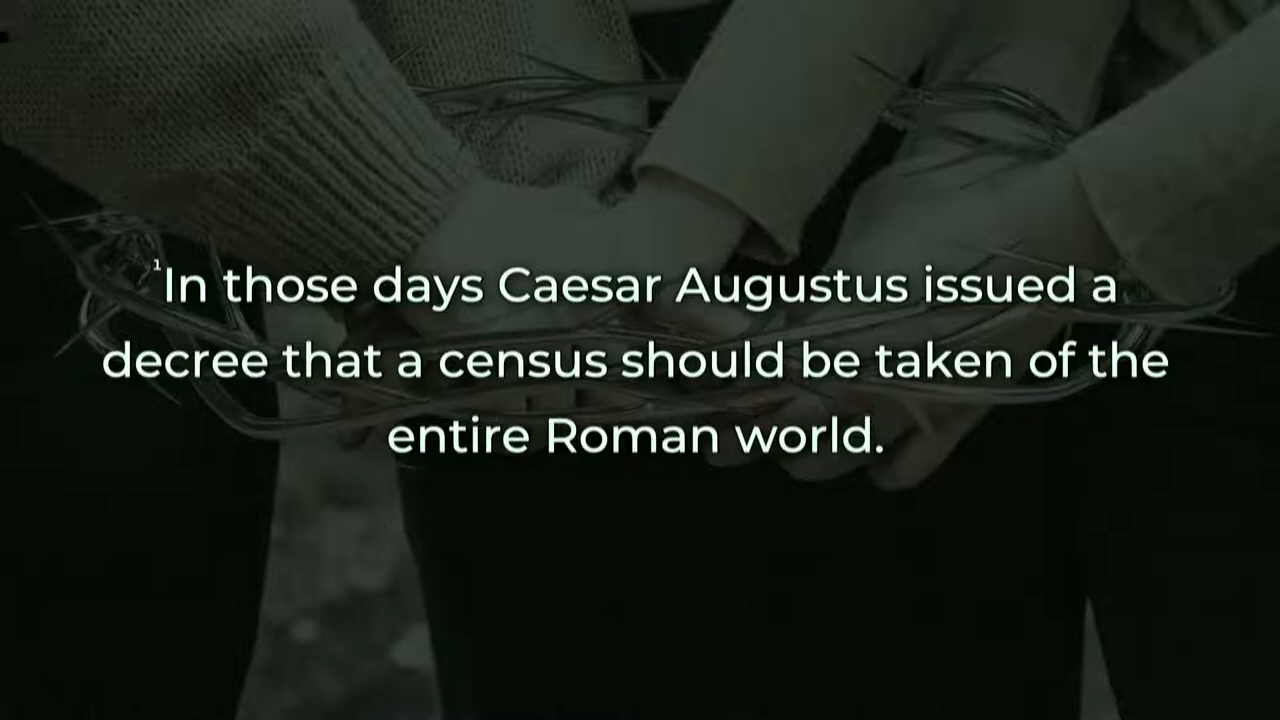 ¹In those days Caesar Augustus issued a
decree that a census should be taken of the
entire Roman world.